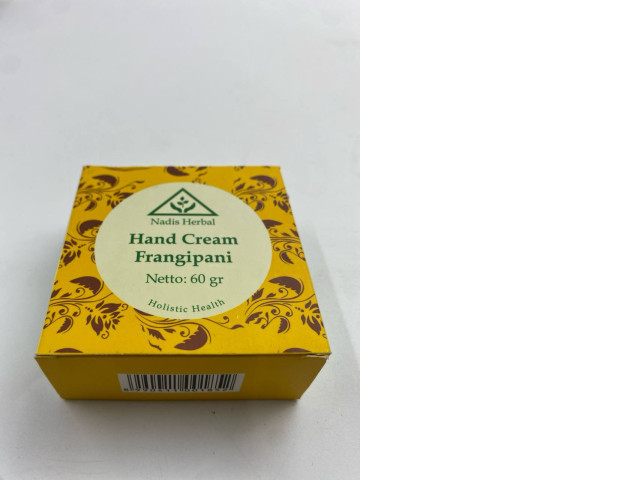 Nadis Herbal
Hand Cream
Frangipani
Netto: 60 gr
Holistic Health